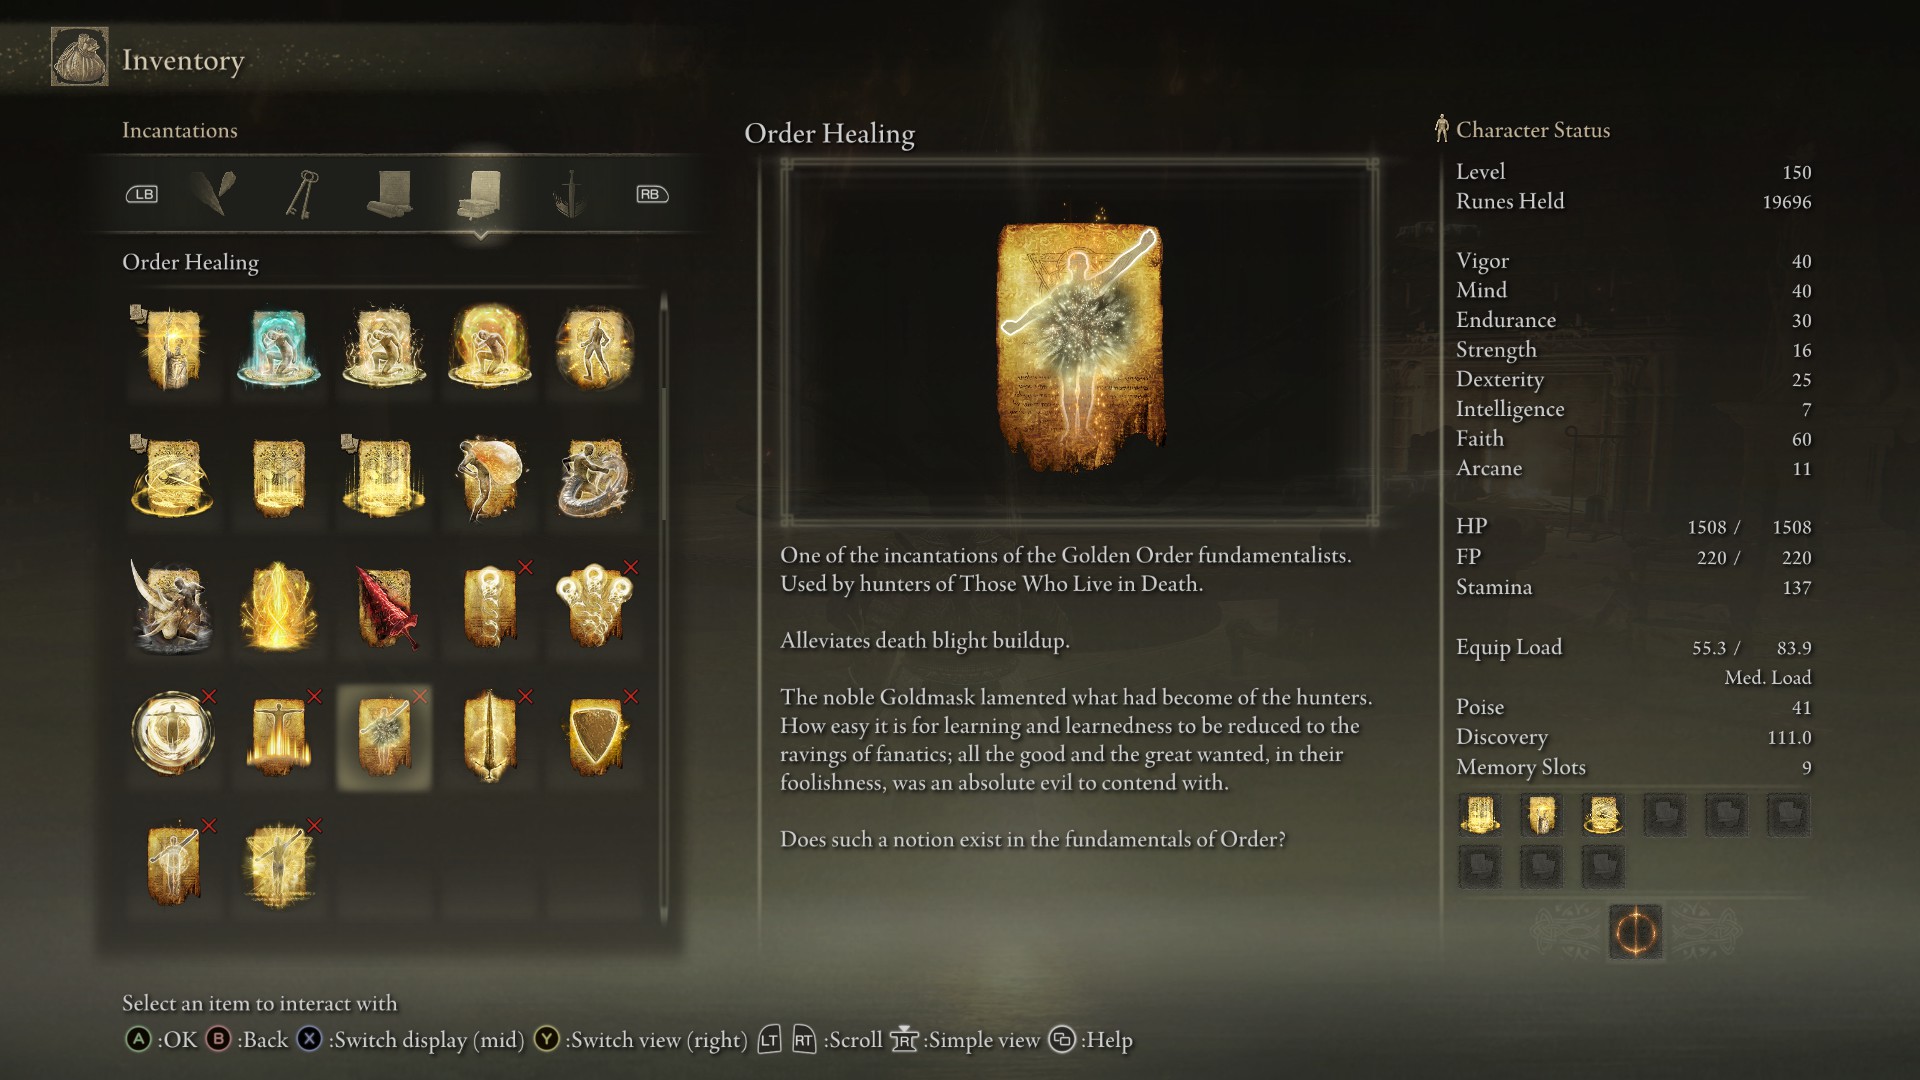 Inventory
Incantations
LB
RB
Order Healing
Order Healing
One of the incantations of the Golden Order fundamentalists.
Used by hunters of Those Who Live in Death.
Alleviates death blight buildup.
The noble Goldmask lamented what had become of the hunters.
How easy it is for learning and learnedness to be reduced to the
ravings of fanatics; all the good and the great wanted, in their
foolishness, was an absolute evil to contend with.
Does such a notion exist in the fundamentals of Order?
Character Status
Level 150
Runes Held 19696
Vigor 40
Mind 40
Endurance 30
Strength 16
Dexterity 25
Intelligence 7
Faith 60
Arcane 11
HP 1508 / 1508
FP 220 / 220
Stamina 137
Equip Load 55.3 / 83.9
Med. Load
Poise 41
Discovery 111.0
Memory Slots 9
Select an item to interact with
A :OK B :Back X :Switch display (mid) Y :Switch view (right) LT RT :Scroll R :Simple view :Help